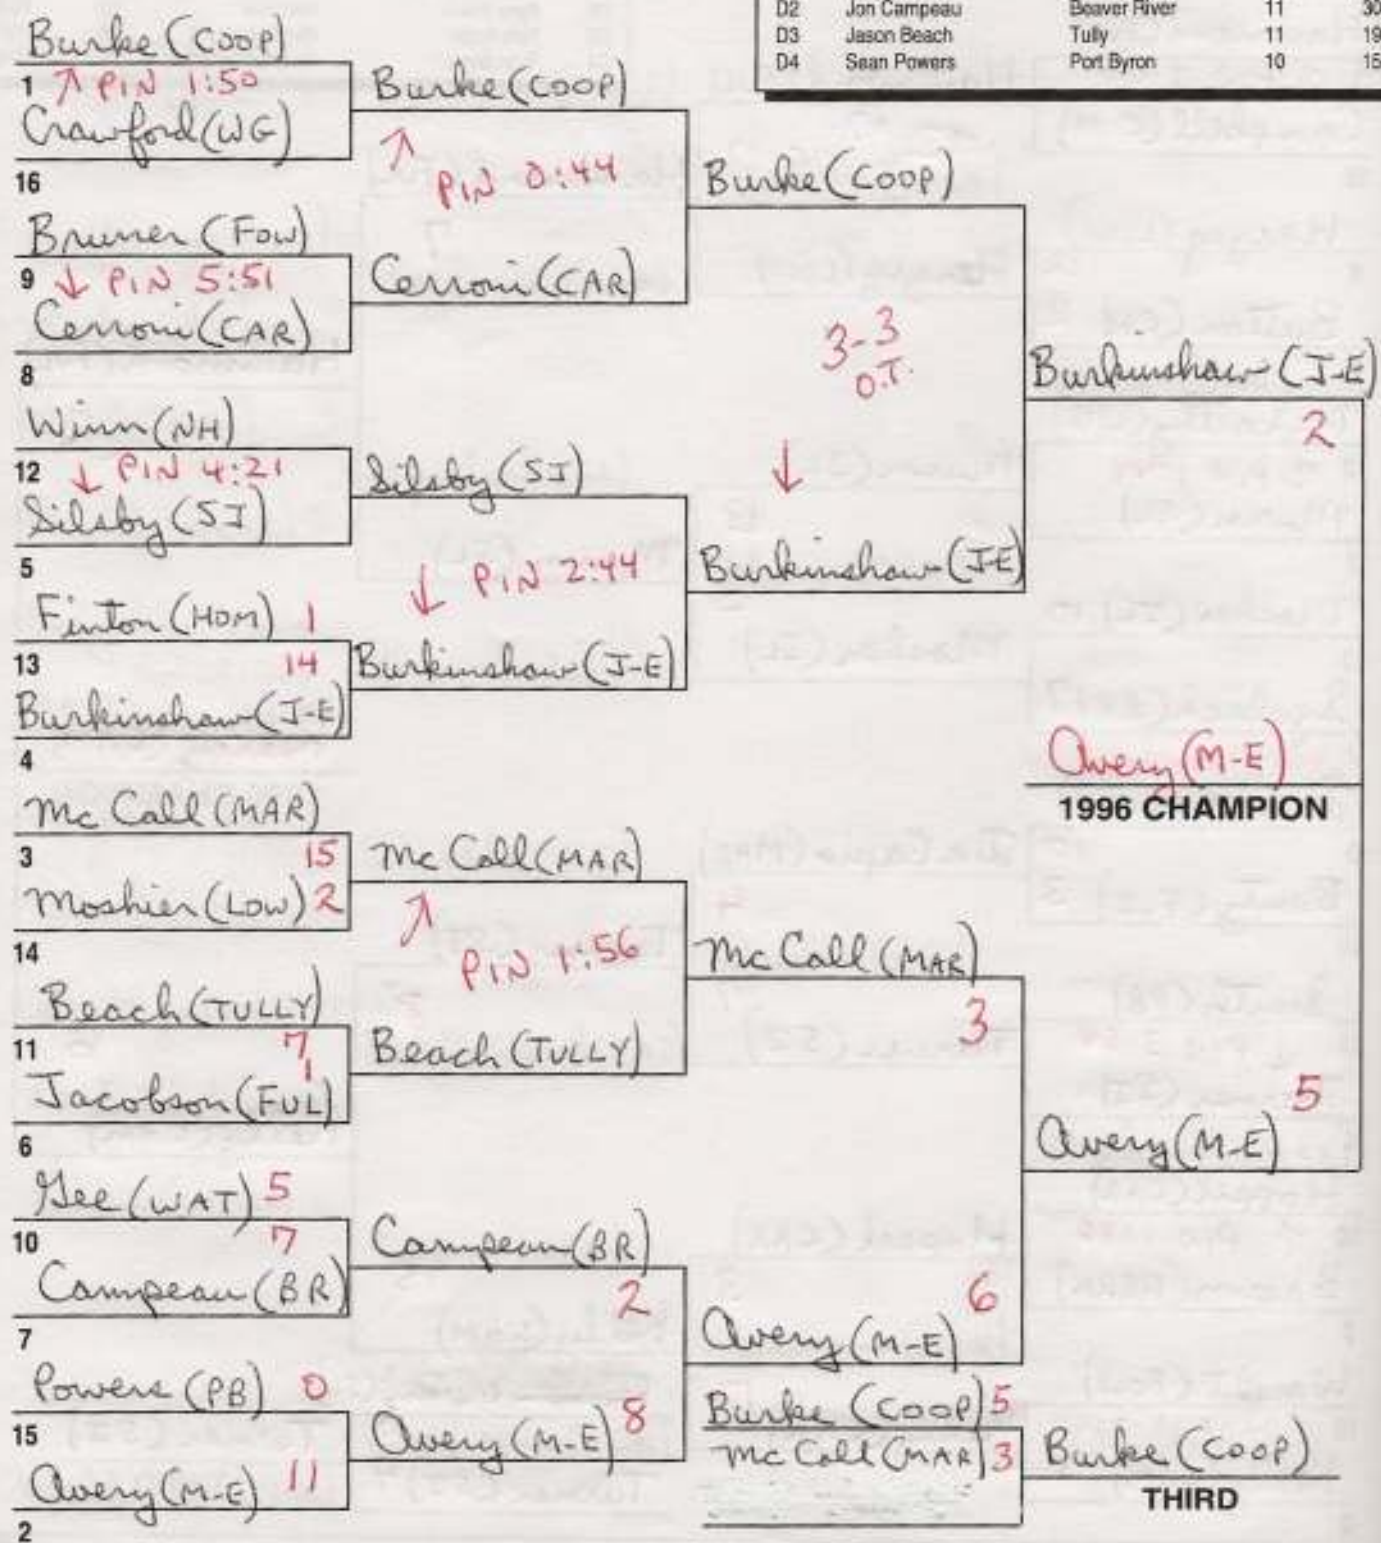 D2 Jon Campeau Beaver River 11 30
D3 Jason Beach Tully 11 19
D4 Sean Powers Port Byron 10 15
Burke (COOP)
1 ↑ PIN 1:50
Crawford (WG)
16
Burke (COOP)
↑ PIN 0:44
Bruner (FOW)
9 ↓ PIN 5:51
Cerroni (CAR)
8
Cerroni (CAR)
Burke (COOP)
3-3
O.T.
↓
Winn (NH)
12 ↓ PIN 4:21
Silsby (SJ)
5
Silsby (SJ)
↓ PIN 2:44
Finton (HOM) 1
13 14
Burkinshaw (J-E)
4
Burkinshaw (J-E)
Burkinshaw (J-E)
Burkinshaw (J-E)
2
Avery (M-E)
1996 CHAMPION
Mc Call (MAR)
3 15
Moshier (LOW) 2
14
Mc Call (MAR)
↑ PIN 1:56
Beach (TULLY)
11 7
Jacobson (FUL) 1
6
Beach (TULLY)
Mc Call (MAR)
3
Gee (WAT) 5
10 7
Campeau (BR)
7
Campeau (BR)
2
Powers (PB) 0
15
Avery (M-E) 11
2
Avery (M-E) 8
6
Avery (M-E)
5
Avery (M-E)
Burke (COOP) 5
Mc Call (MAR) 3
Burke (COOP)
THIRD